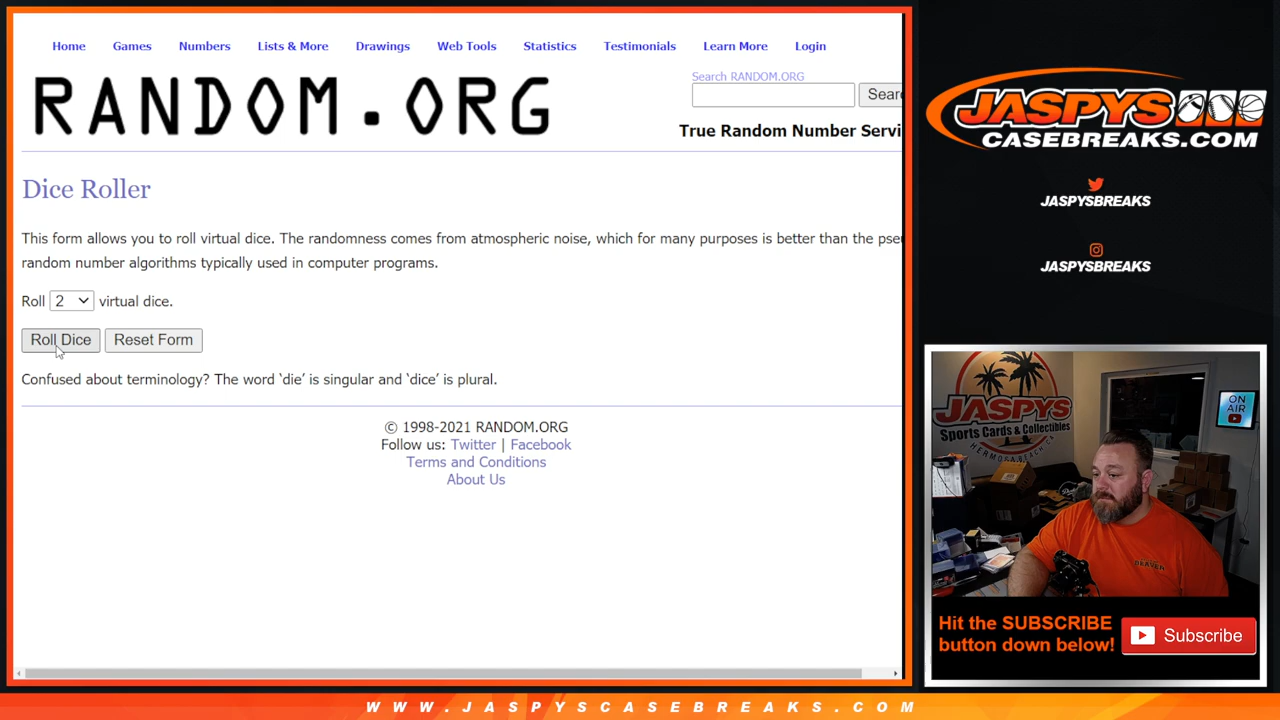 Home Games Numbers Lists & More Drawings Web Tools Statistics Testimonials Learn More Login
RANDOM.ORG
Search RANDOM.ORG
Sear
True Random Number Servi
Dice Roller
This form allows you to roll virtual dice. The randomness comes from atmospheric noise, which for many purposes is better than the pse
random number algorithms typically used in computer programs.
Roll 2 virtual dice.
Roll Dice Reset Form
Confused about terminology? The word ‘die’ is singular and ‘dice’ is plural.
© 1998-2021 RANDOM.ORG
Follow us: Twitter | Facebook
Terms and Conditions
About Us
JASPYS
CASEBREAKS.COM
JASPYSBREAKS
JASPYSBREAKS
JASPYS
Sports Cards & Collectibles
HERMOSA BEACH, CA
ON
AIR
Hit the SUBSCRIBE
button down below!
Subscribe
WWW.JASPYSCASEBREAKS.COM